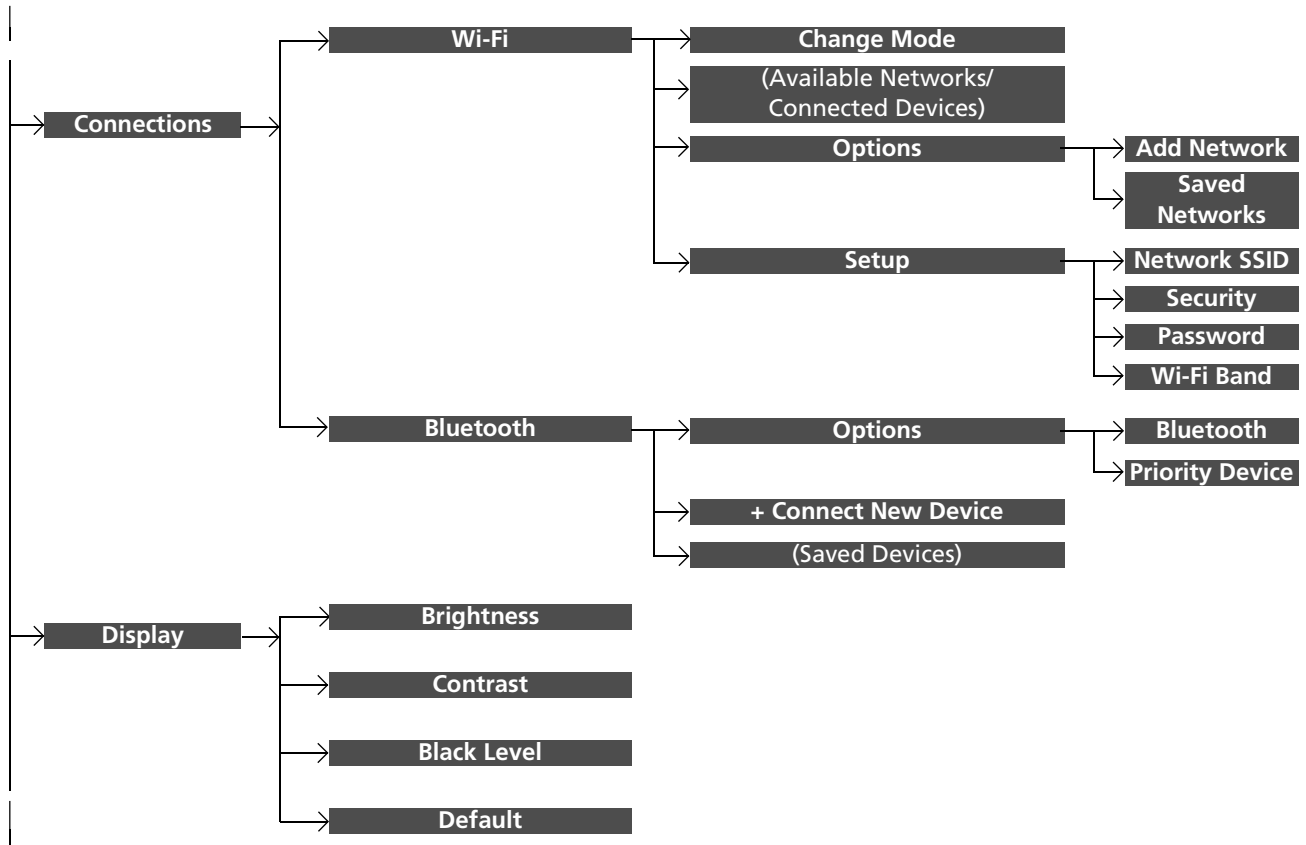 Connections
Wi-Fi
Change Mode
(Available Networks/
Connected Devices)
Options
Add Network
Saved
Networks
Setup
Network SSID
Security
Password
Wi-Fi Band
Bluetooth
Options
Bluetooth
Priority Device
+ Connect New Device
(Saved Devices)
Display
Brightness
Contrast
Black Level
Default